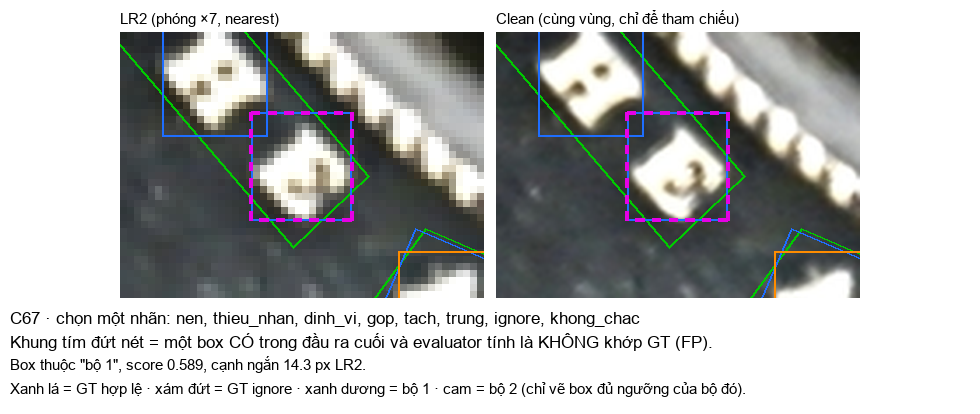 LR2 (phóng ×7, nearest)
Clean (cùng vùng, chỉ để tham chiếu)
C67 · chọn một nhãn: nen, thieu_nhan, dinh_vi, gop, tach, trung, ignore, khong_chac
Khung tím đứt nét = một box CÓ trong đầu ra cuối và evaluator tính là KHÔNG khớp GT (FP).
Box thuộc "bộ 1", score 0.589, cạnh ngắn 14.3 px LR2.
Xanh lá = GT hợp lệ · xám đứt = GT ignore · xanh dương = bộ 1 · cam = bộ 2 (chỉ vẽ box đủ ngưỡng của bộ đó).